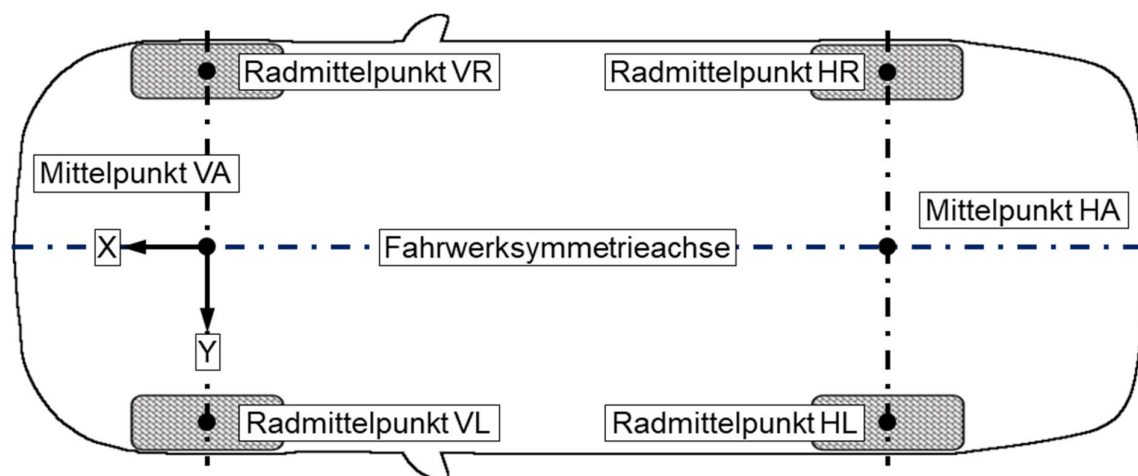 Radmittelpunkt VR
Radmittelpunkt HR
Mittelpunkt VA
Mittelpunkt HA
X
Fahrwerksymmetrieachse
Y
Radmittelpunkt VL
Radmittelpunkt HL